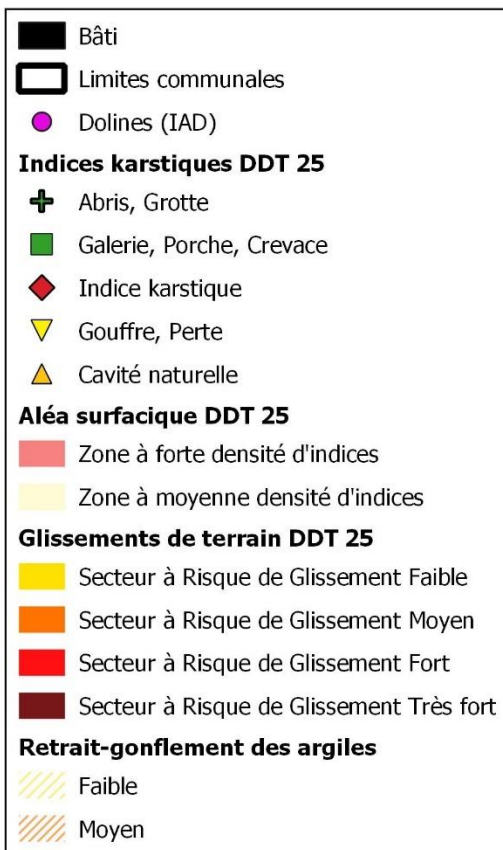 Bâti
Limites communales
Dolines (IAD)
Indices karstiques DDT 25
Abris, Grotte
Galerie, Porche, Crevace
Indice karstique
Gouffre, Perte
Cavité naturelle
Aléa surfacique DDT 25
Zone à forte densité d'indices
Zone à moyenne densité d'indices
Glissements de terrain DDT 25
Secteur à Risque de Glissement Faible
Secteur à Risque de Glissement Moyen
Secteur à Risque de Glissement Fort
Secteur à Risque de Glissement Très fort
Retrait-gonflement des argiles
Faible
Moyen